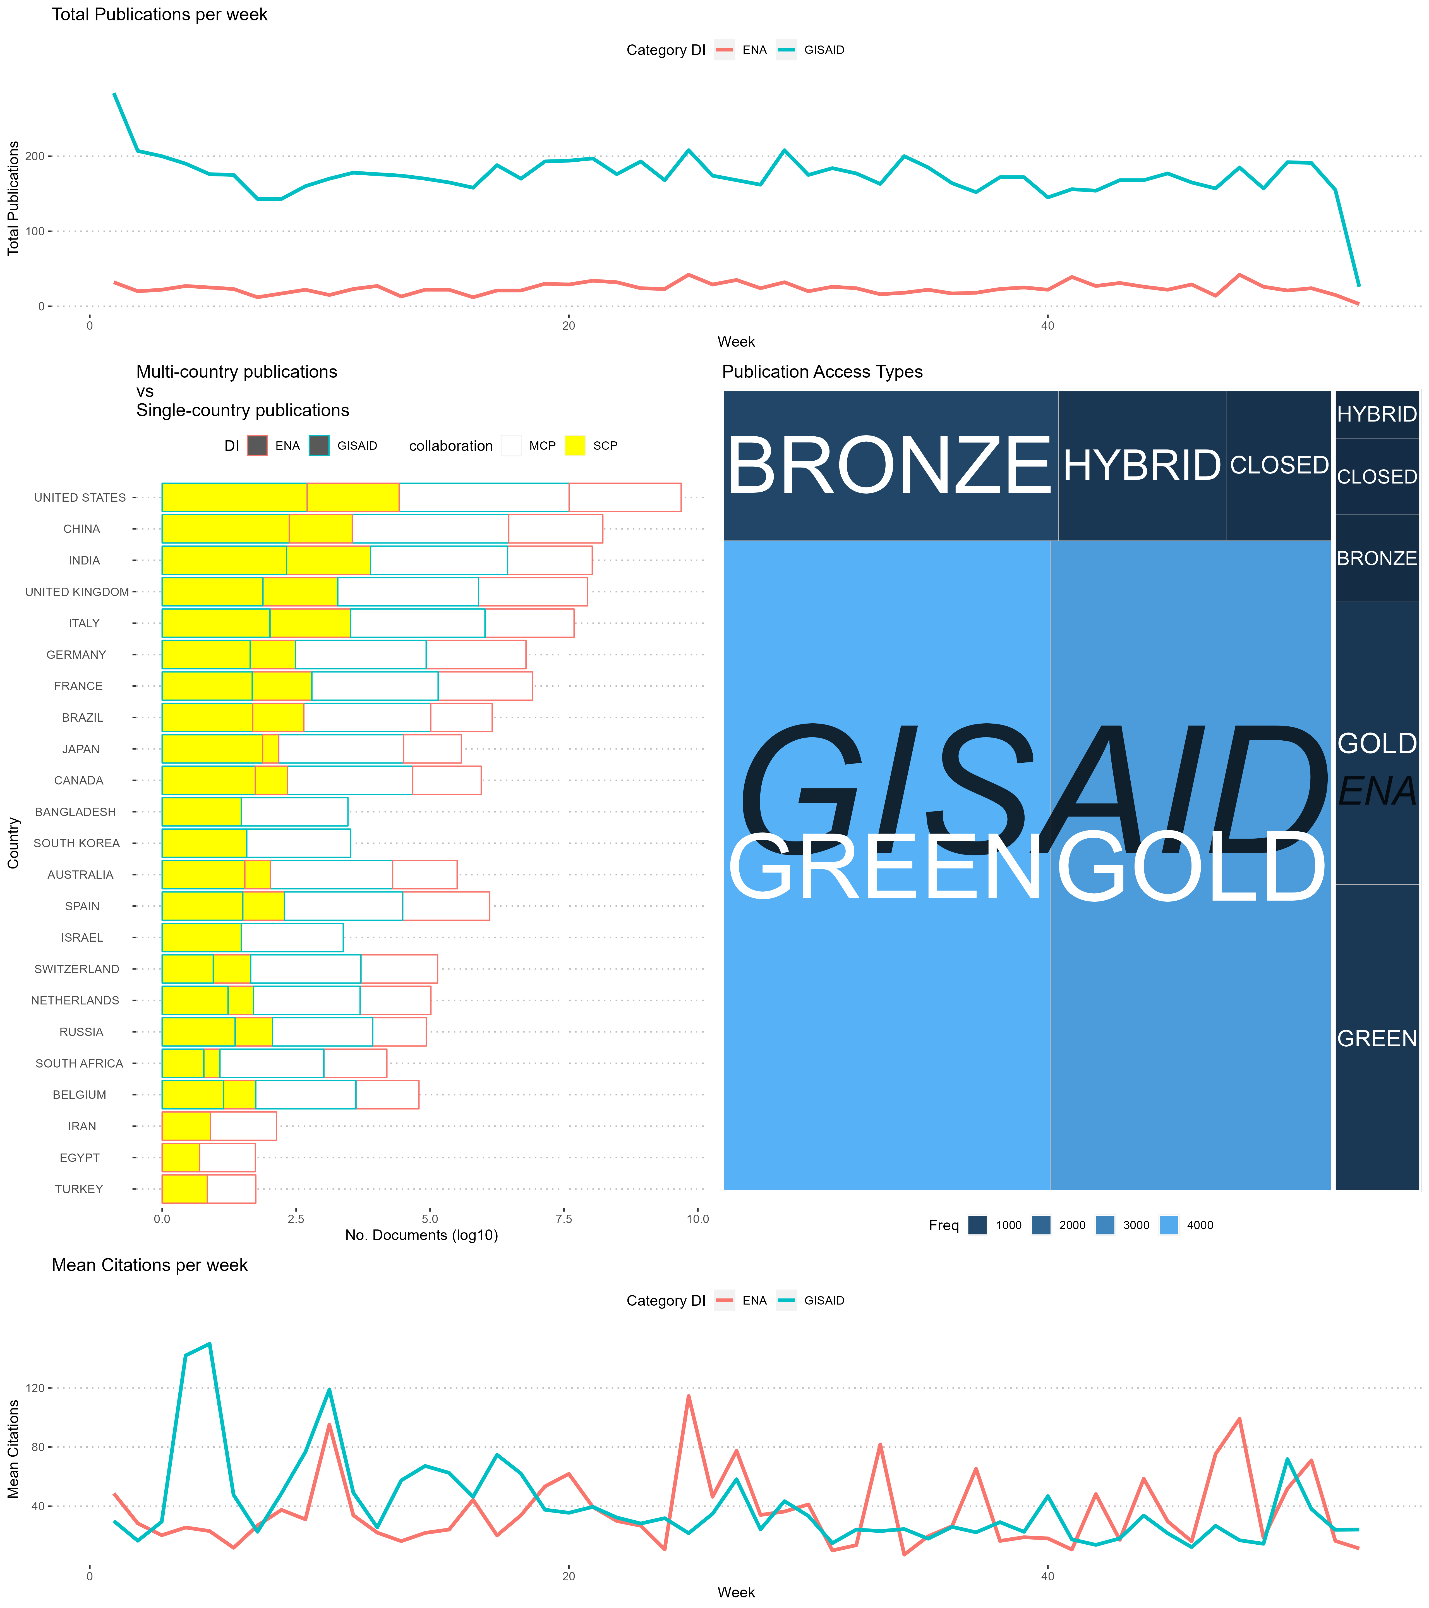 Total Publications per week
Category DI ENA GISAID
Total Publications
200
100
0
0 20 40
Week
Multi-country publications
vs
Single-country publications
DI ENA GISAID collaboration MCP SCP
Country
UNITED STATES
CHINA
INDIA
UNITED KINGDOM
ITALY
GERMANY
FRANCE
BRAZIL
JAPAN
CANADA
BANGLADESH
SOUTH KOREA
AUSTRALIA
SPAIN
ISRAEL
SWITZERLAND
NETHERLANDS
RUSSIA
SOUTH AFRICA
BELGIUM
IRAN
EGYPT
TURKEY
0.0 2.5 5.0 7.5 10.0
No. Documents (log10)
Publication Access Types
BRONZE HYBRID CLOSED
GISAID
GREEN GOLD
HYBRID
CLOSED
BRONZE
GOLD
ENA
GREEN
Freq 1000 2000 3000 4000
Mean Citations per week
Category DI ENA GISAID
Mean Citations
120
80
40
0 20 40
Week